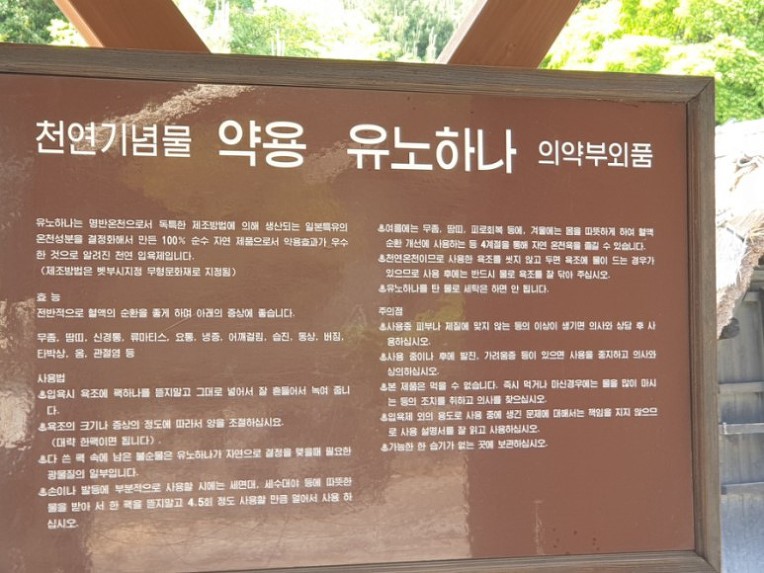 천연기념물 약용 유노하나 의약부외품
유노하나는 명반온천으로서 독특한 제조방법에 의해 생산되는 일본특유의
온천성분을 결정화해서 만든 100% 순수 자연 제품으로서 약용효과가 우수
한 것으로 알려진 천연 입욕제입니다.
(제조방법은 벳부시지정 무형문화재로 지정됨)
효 능
전반적으로 혈액의 순환을 좋게 하며 아래의 증상에 좋습니다.
무좀, 땀띠, 신경통, 류마티스, 요통, 냉증, 어깨걸림, 습진, 동상, 버짐,
타박상, 옴, 관절염 등
사용법
♨입욕시 욕조에 팩하나를 뜯지말고 그대로 넣어서 잘 흔들어서 녹여 줍니
다.
♨욕조의 크기나 증상의 정도에 따라서 양을 조절하십시요.
(대략 한팩이면 됩니다).
♨다 쓴 팩 속에 남은 불순물은 유노하나가 자연으로 결정을 맺을때 필요한
광물질의 일부입니다.
♨손이나 발등에 부분적으로 사용할 시에는 세면대, 세수대야 등에 따뜻한
물을 받아 서 한 팩을 뜯지말고 4.5회 정도 사용할 만큼 덜어서 사용 하
십시오.
♨여름에는 무좀, 땀띠, 피로회복 등에, 겨울에는 몸을 따뜻하게 하여 혈액
순환 개선에 사용하는 등 4계절을 통해 자연 온천욕을 즐길 수 있습니다.
♨천연온천이므로 사용한 욕조를 씻지 않고 두면 욕조에 물이 드는 경우가
있으므로 사용 후에는 반드시 물로 욕조를 잘 닦아 주십시오.
♨유노하나를 탄 물로 세탁은 하면 안 됩니다.
주의점
♨사용중 피부나 체질에 맞지 않는 등의 이상이 생기면 의사와 상담 후 사
용하십시오.
♨사용 중이나 후에 발진, 가려움증 등이 있으면 사용을 중지하고 의사와
상의하십시오.
♨본 제품은 먹을 수 없습니다. 즉시 먹거나 마신경우에는 물을 많이 마시
는 등의 조치를 취하고 의사를 찾으십시오.
♨입욕제 외의 용도로 사용 중에 생긴 문제에 대해서는 책임을 지지 않으므
로 사용 설명서를 잘 읽고 사용하십시오.
♨가능한 한 습기가 없는 곳에 보관하십시오.